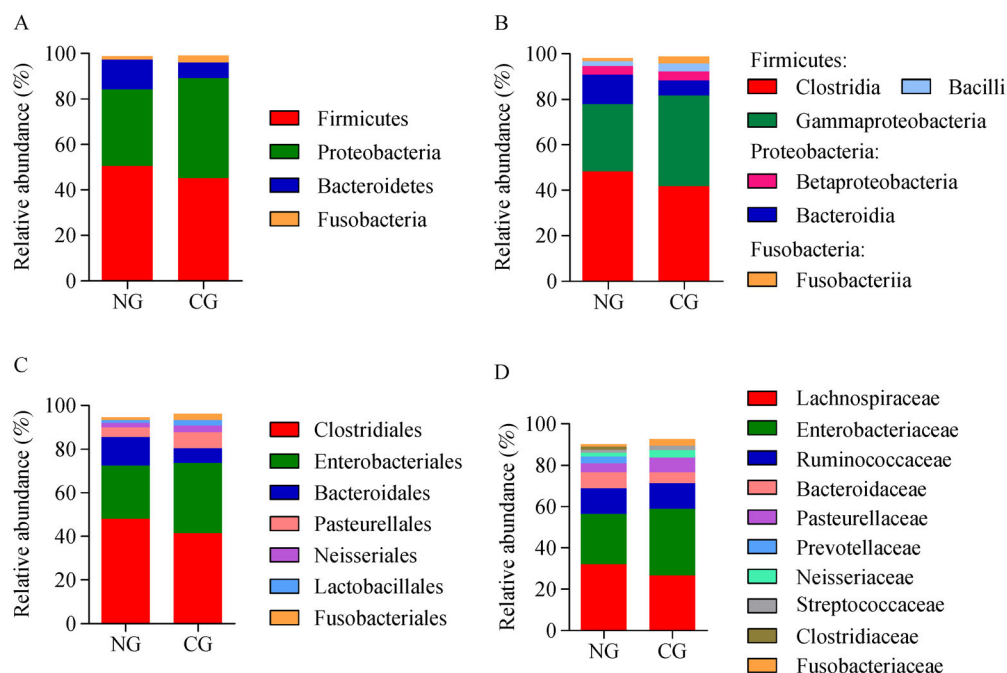 A
Relative abundance (%)
100
80
60
40
20
0
NG CG
Firmicutes
Proteobacteria
Bacteroidetes
Fusobacteria
B
Relative abundance (%)
100
80
60
40
20
0
NG CG
Firmicutes:
Clostridia Bacilli
Gammaproteobacteria
Proteobacteria:
Betaproteobacteria
Bacteroidia
Fusobacteria:
Fusobacteriia
C
Relative abundance (%)
100
80
60
40
20
0
NG CG
Clostridiales
Enterobacteriales
Bacteroidales
Pasteurellales
Neisseriales
Lactobacillales
Fusobacteriales
D
Relative abundance (%)
100
80
60
40
20
0
NG CG
Lachnospiraceae
Enterobacteriaceae
Ruminococcaceae
Bacteroidaceae
Pasteurellaceae
Prevotellaceae
Neisseriaceae
Streptococcaceae
Clostridiaceae
Fusobacteriaceae